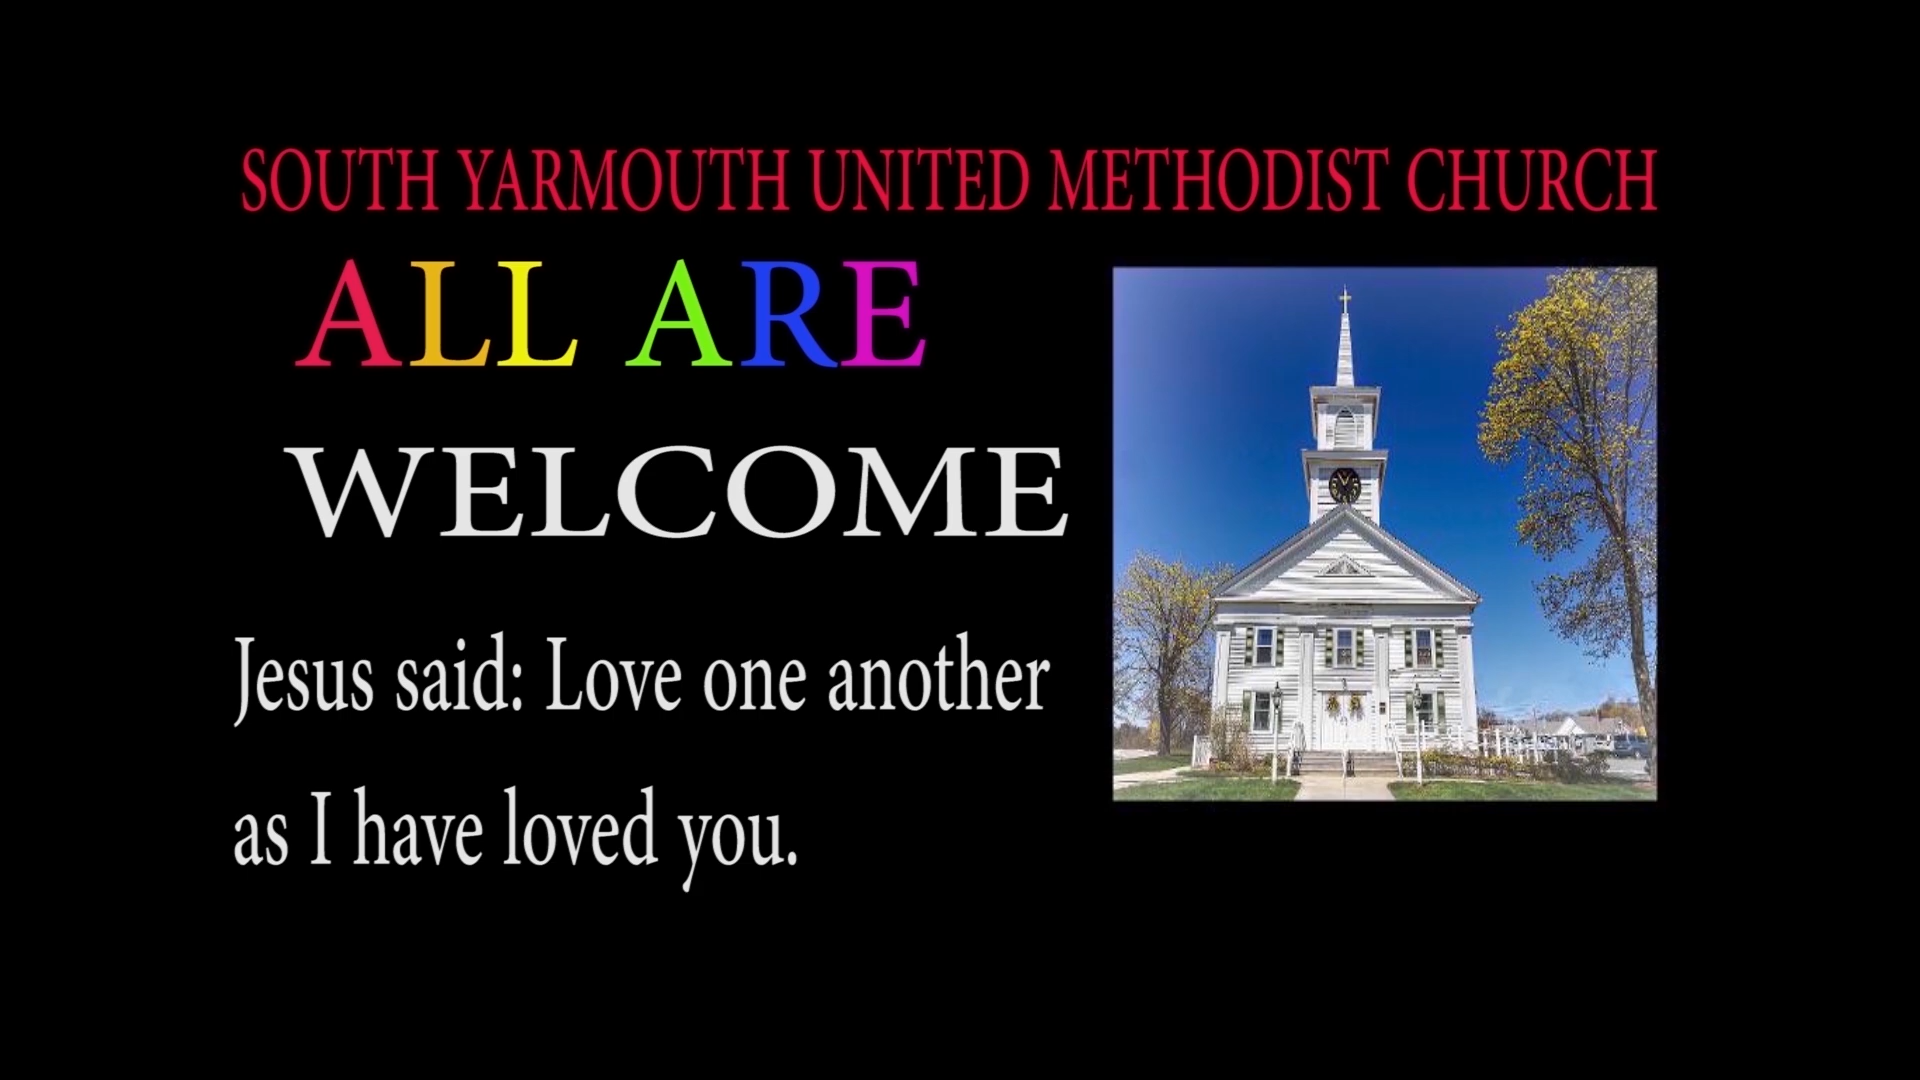 SOUTH YARMOUTH UNITED METHODIST CHURCH
ALL ARE
WELCOME
Jesus said: Love one another
as I have loved you.